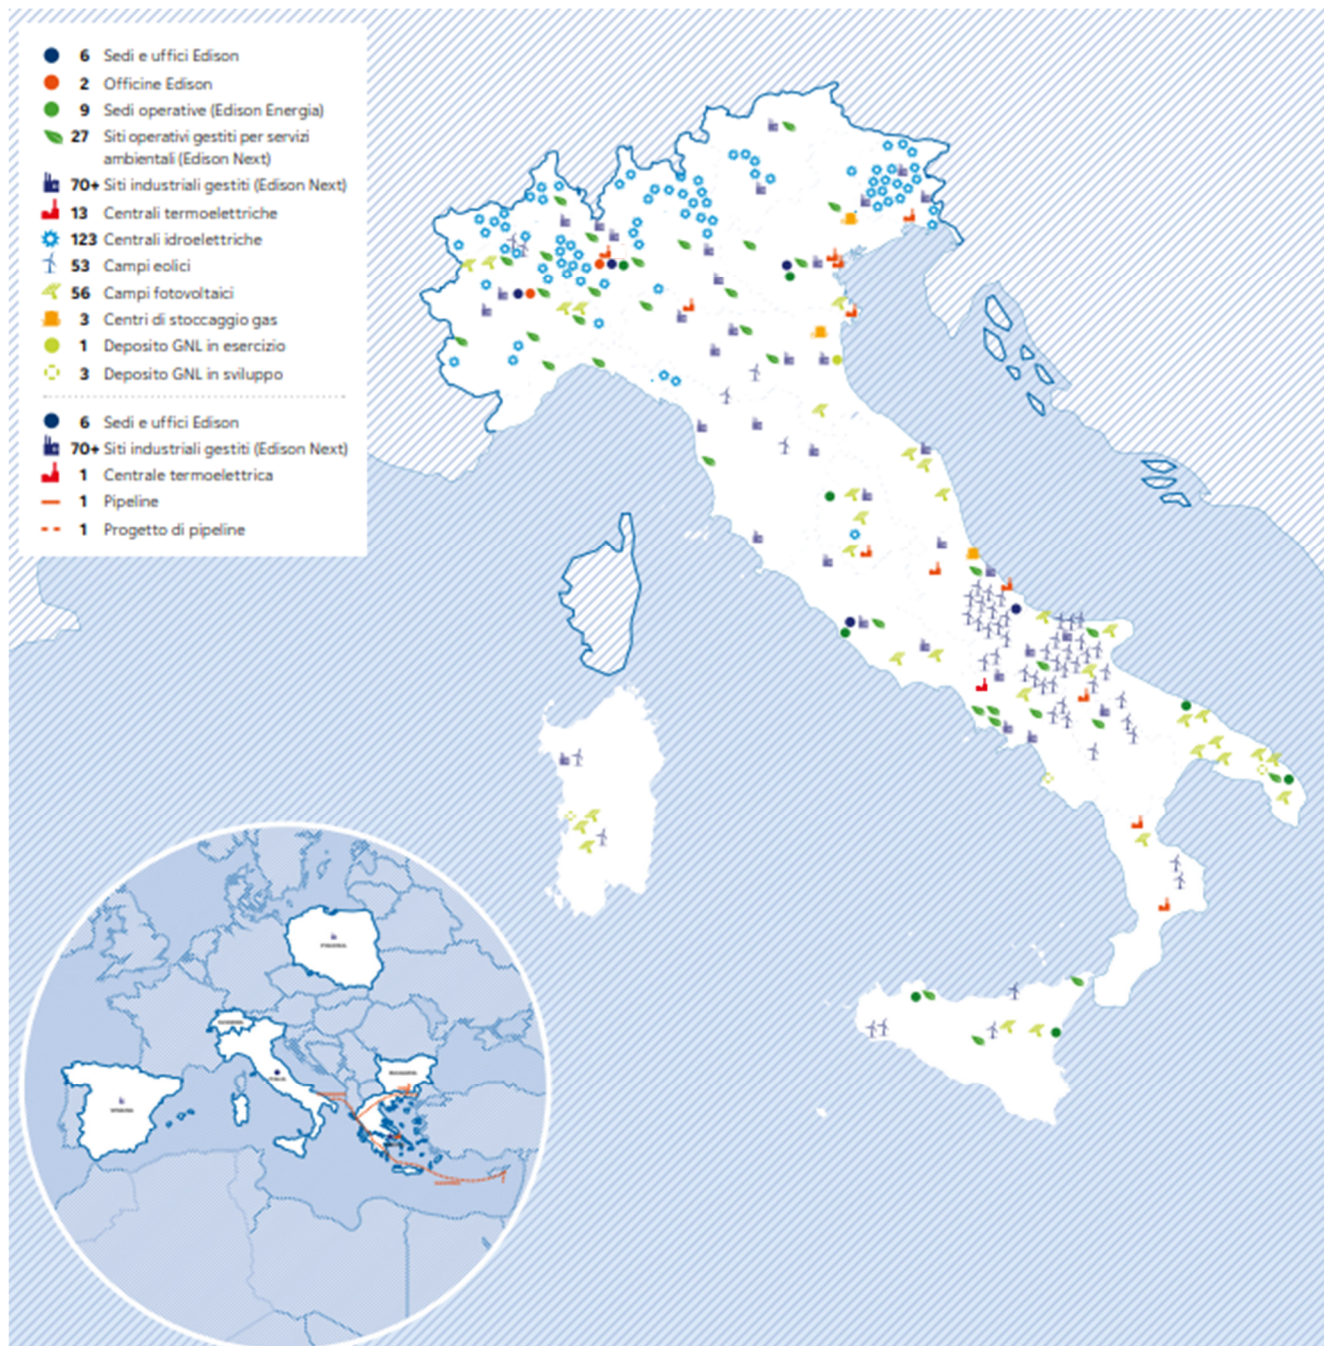 6 Sedi e uffici Edison
2 Officine Edison
9 Sedi operative (Edison Energia)
27 Siti operativi gestiti per servizi
ambientali (Edison Next)
70+ Siti industriali gestiti (Edison Next)
13 Centrali termoelettriche
123 Centrali idroelettriche
53 Campi eolici
56 Campi fotovoltaici
3 Centri di stoccaggio gas
1 Deposito GNL in esercizio
3 Deposito GNL in sviluppo
6 Sedi e uffici Edison
70+ Siti industriali gestiti (Edison Next)
1 Centrale termoelettrica
1 Pipeline
1 Progetto di pipeline